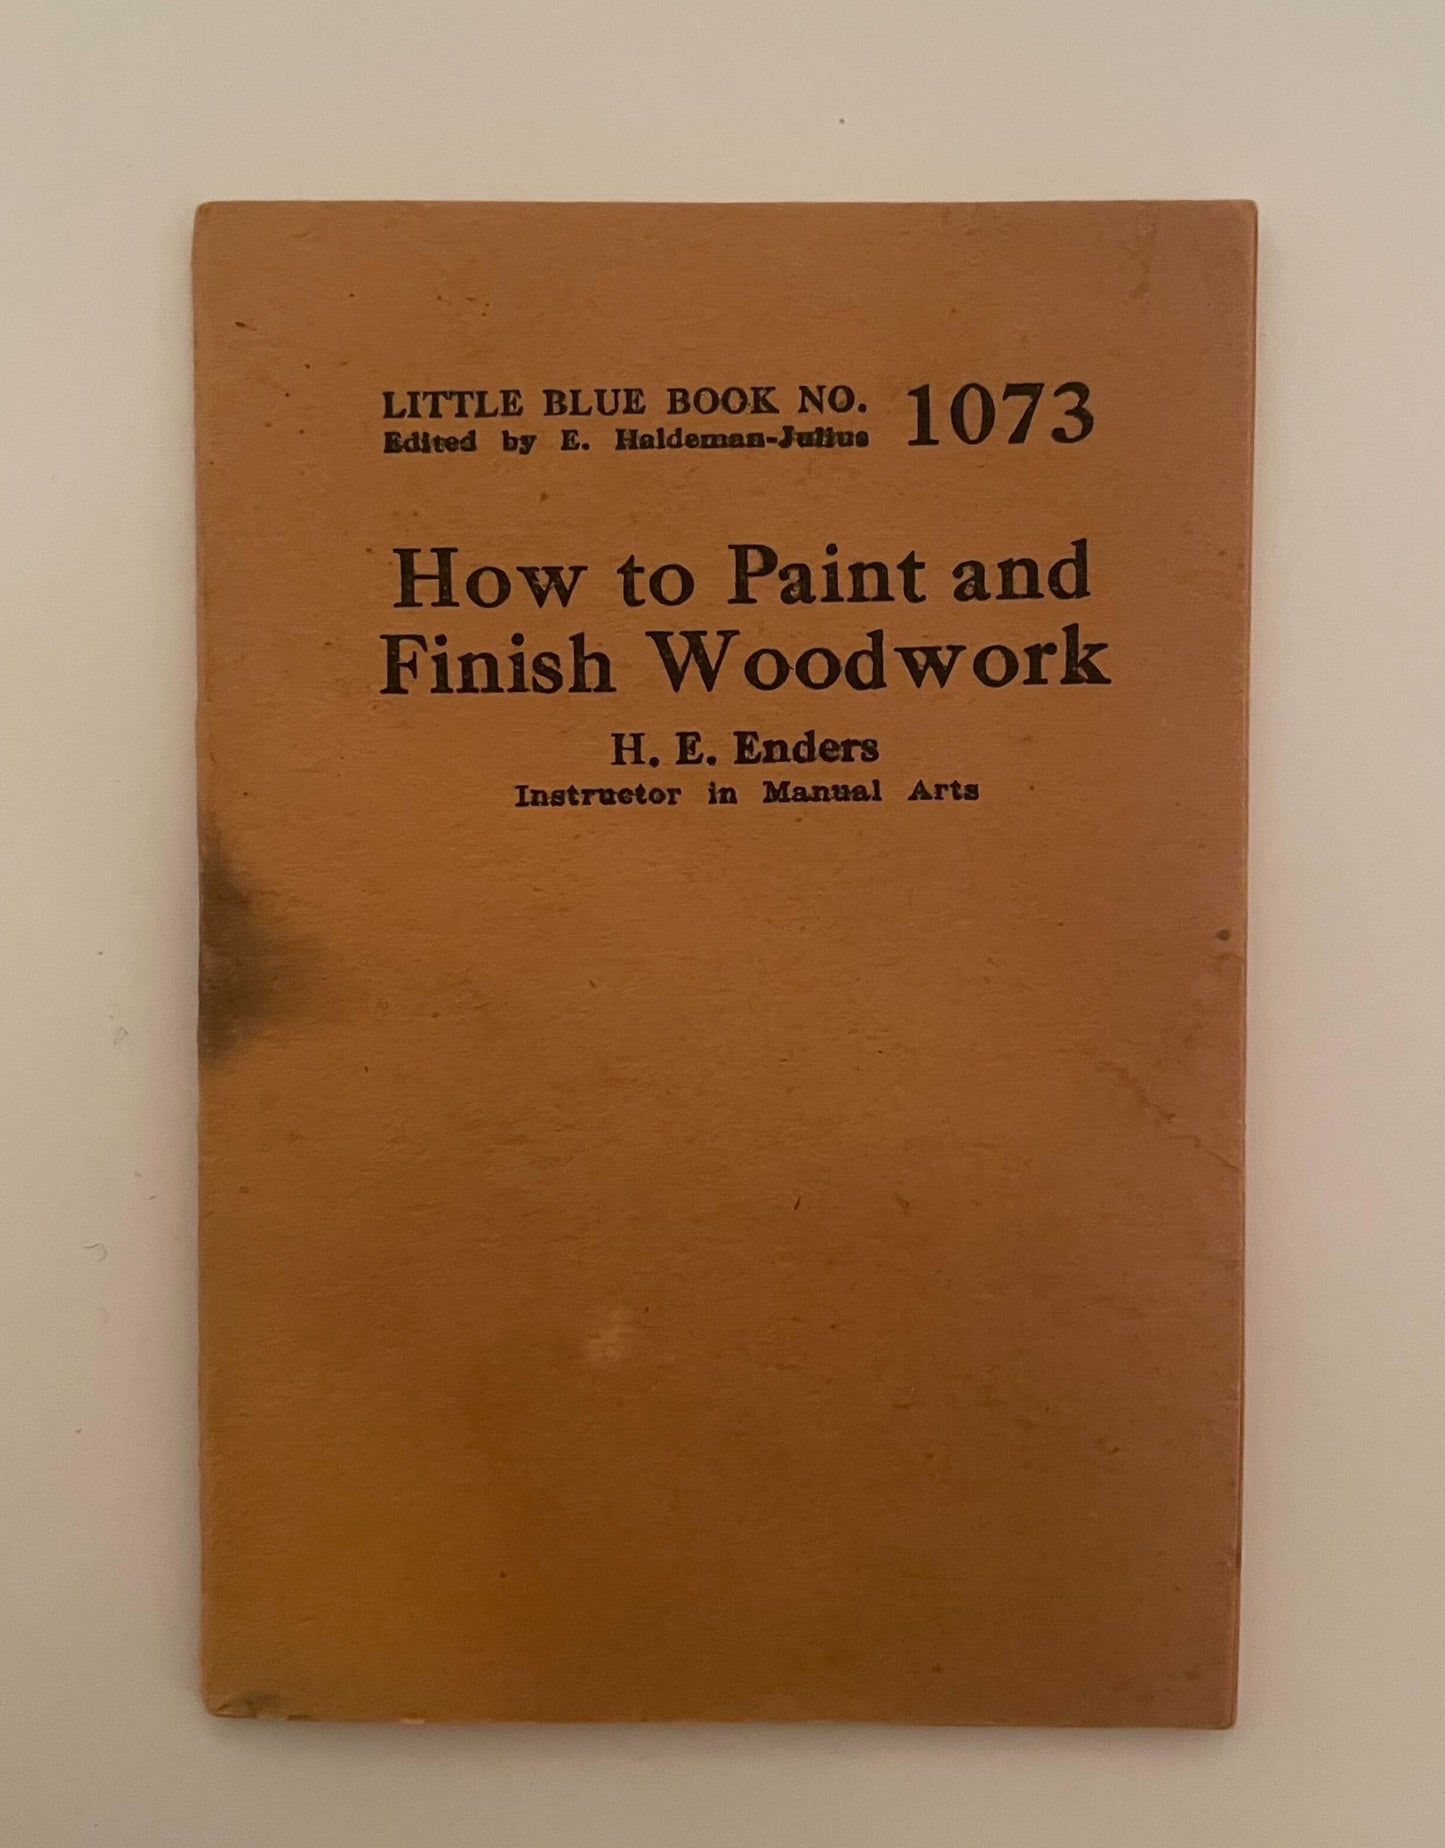 LITTLE BLUE BOOK NO. 1073
Edited by E. Haldeman-Julius
How to Paint and
Finish Woodwork
H. E. Enders
Instructor in Manual Arts